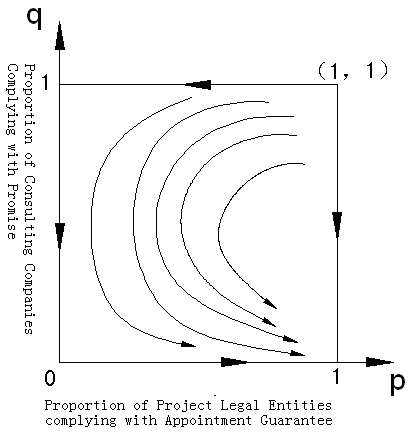 q
1
(1, 1)
Proportion of Consulting Companies
Complying with Promise
0
1
p
Proportion of Project Legal Entities
complying with Appointment Guarantee